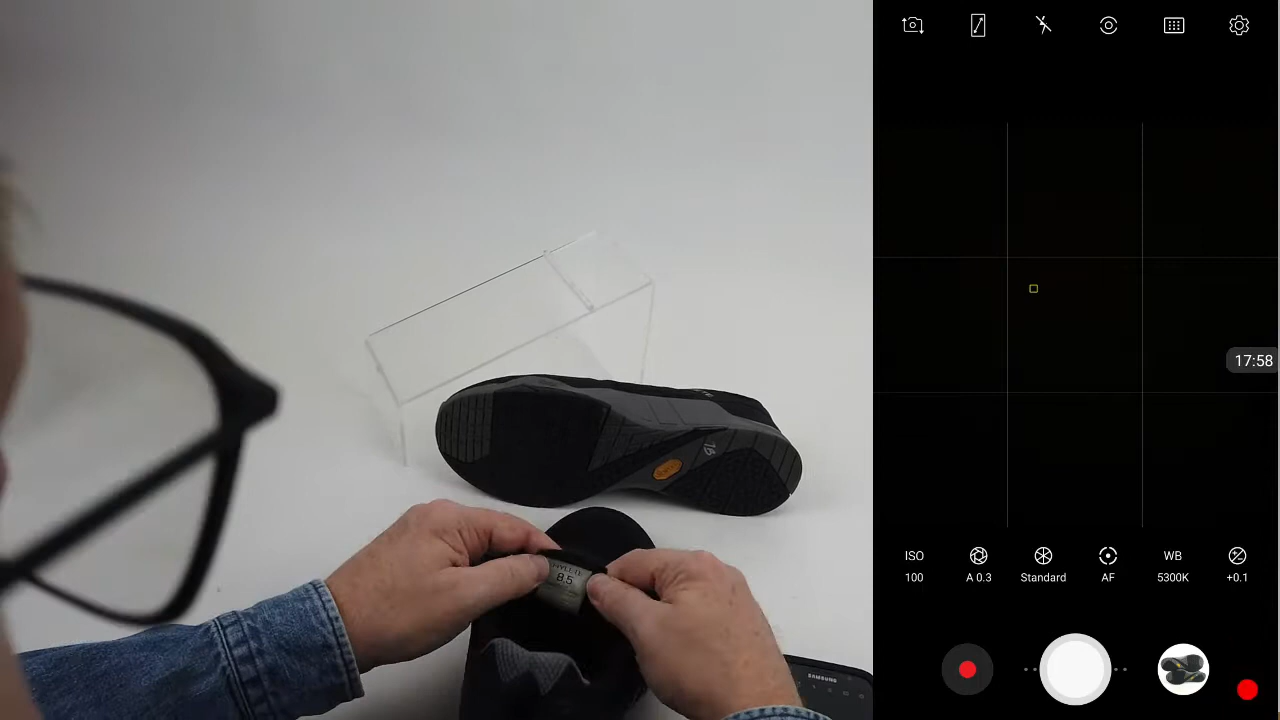 17:58
ISO
100
A 0.3
Standard
AF
WB
5300K
+0.1
8.5
SAMSUNG